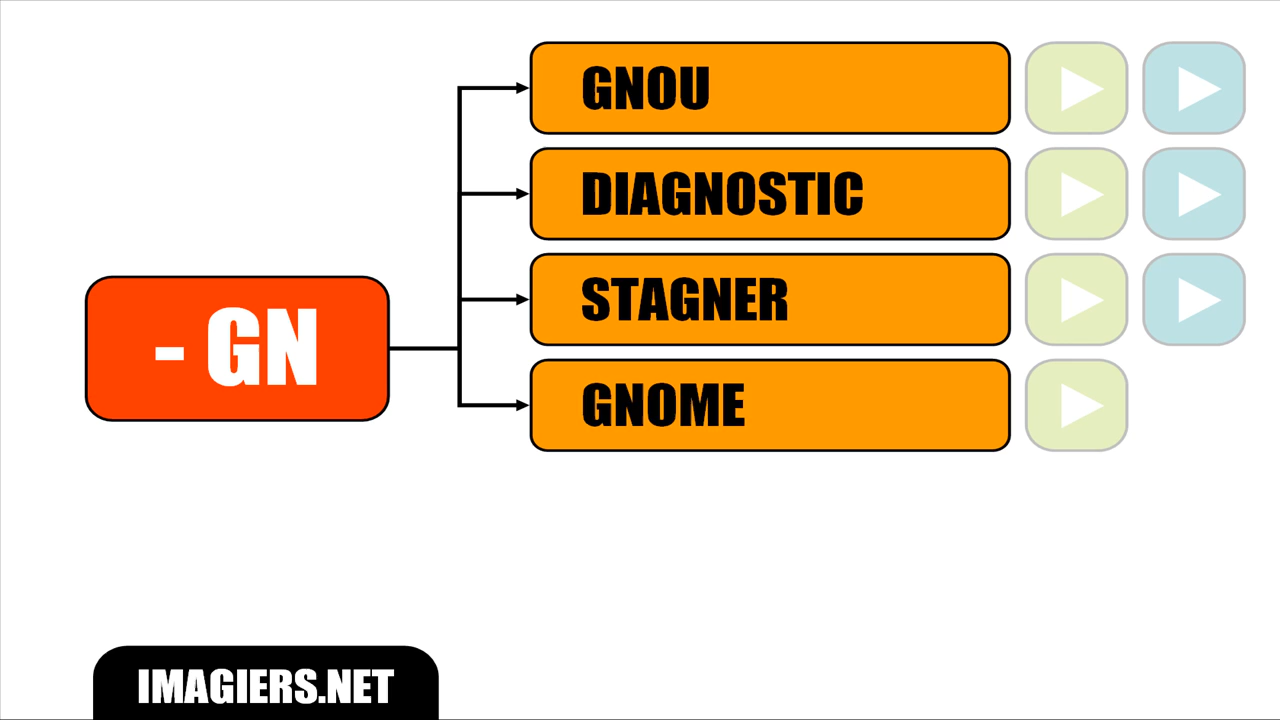 GNOU
DIAGNOSTIC
STAGNER
- GN
GNOME
IMAGIERS.NET